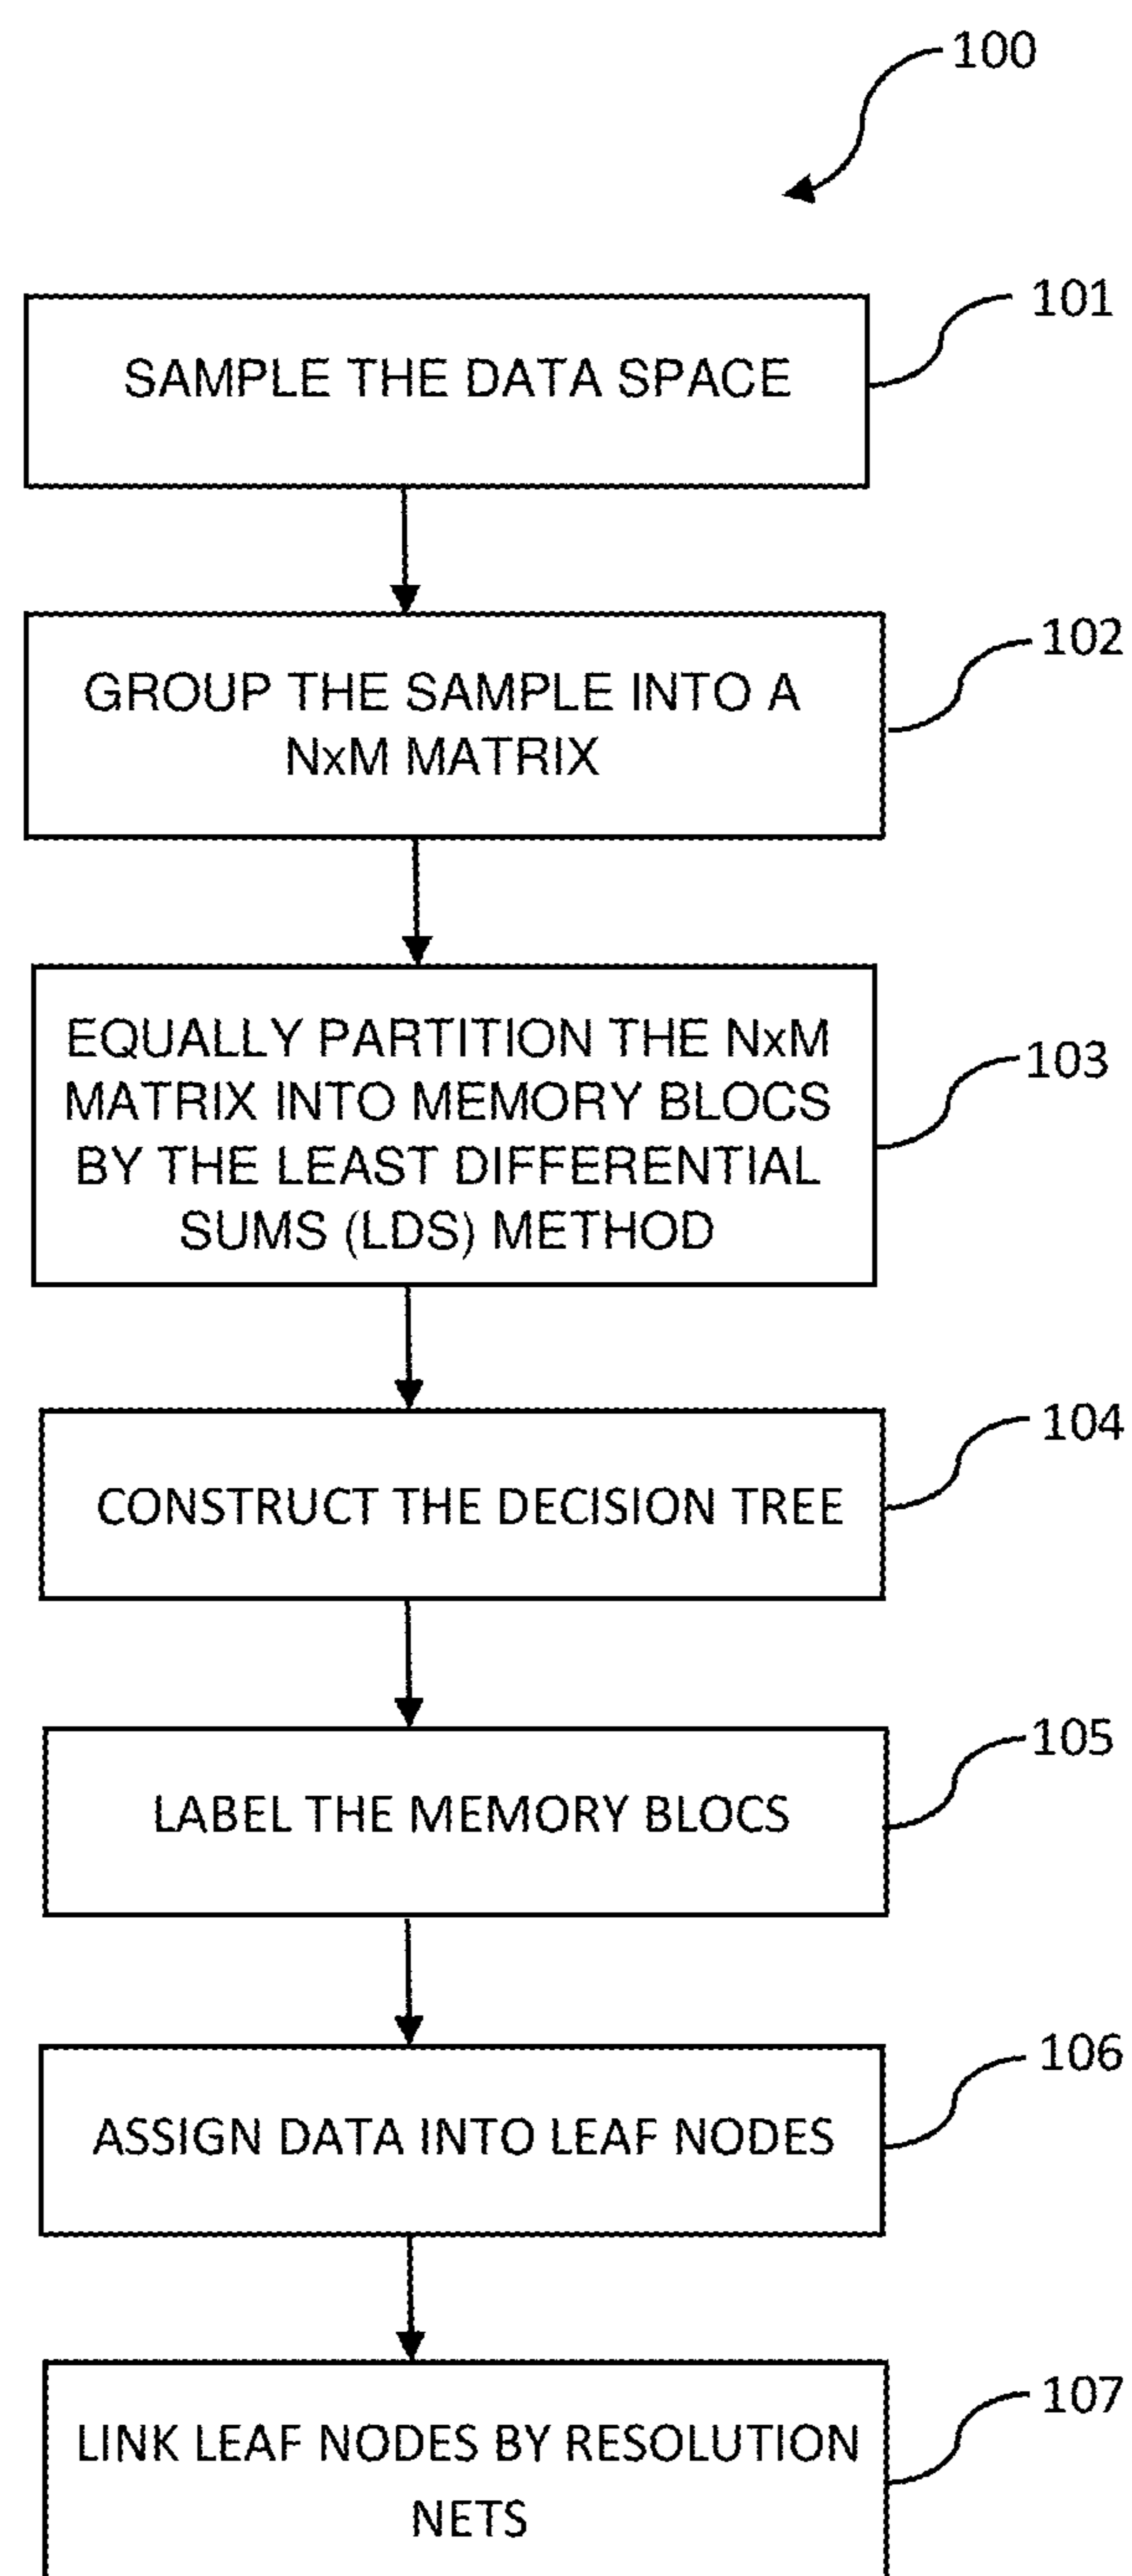 100
101
SAMPLE THE DATA SPACE
102
GROUP THE SAMPLE INTO A
NxM MATRIX
103
EQUALLY PARTITION THE NxM
MATRIX INTO MEMORY BLOCS
BY THE LEAST DIFFERENTIAL
SUMS (LDS) METHOD
104
CONSTRUCT THE DECISION TREE
105
LABEL THE MEMORY BLOCS
106
ASSIGN DATA INTO LEAF NODES
107
LINK LEAF NODES BY RESOLUTION
NETS